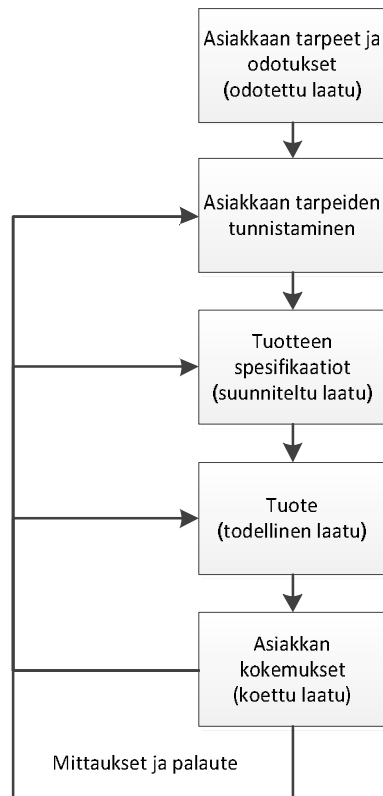 Asiakkaan tarpeet ja
odotukset
(odotettu laatu)
Asiakkaan tarpeiden
tunnistaminen
Tuotteen
spesifikaatiot
(suunniteltu laatu)
Tuote
(todellinen laatu)
Asiakkan
kokemukset
(koettu laatu)
Mittaukset ja palaute